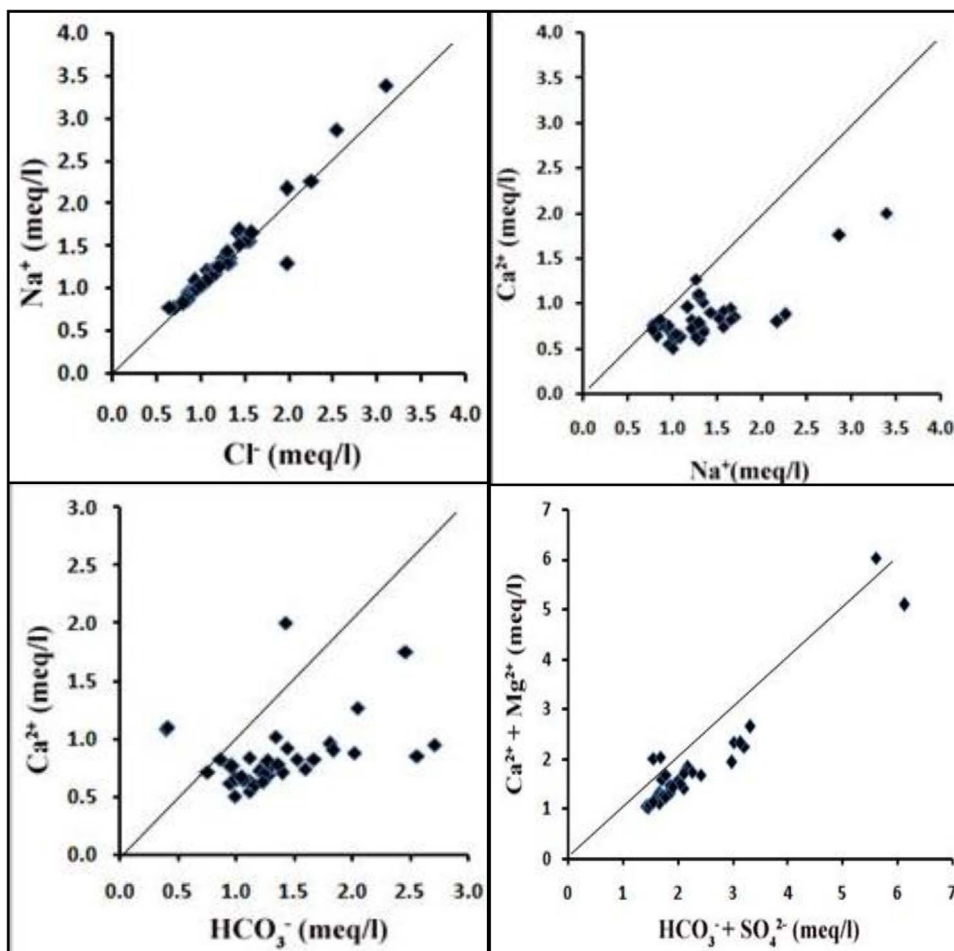 4.0
3.5
3.0
2.5
2.0
1.5
1.0
0.5
0.0
Na⁺ (meq/l)
0.0 0.5 1.0 1.5 2.0 2.5 3.0 3.5 4.0
Cl⁻ (meq/l)
4.0
3.5
3.0
2.5
2.0
1.5
1.0
0.5
0.0
Ca²⁺ (meq/l)
0.0 0.5 1.0 1.5 2.0 2.5 3.0 3.5 4.0
Na⁺(meq/l)
3.0
2.5
2.0
1.5
1.0
0.5
0.0
Ca²⁺ (meq/l)
0.0 0.5 1.0 1.5 2.0 2.5 3.0
HCO₃⁻ (meq/l)
7
6
5
4
3
2
1
0
Ca²⁺ + Mg²⁺ (meq/l)
0 1 2 3 4 5 6 7
HCO₃⁻ + SO₄²⁻ (meq/l)